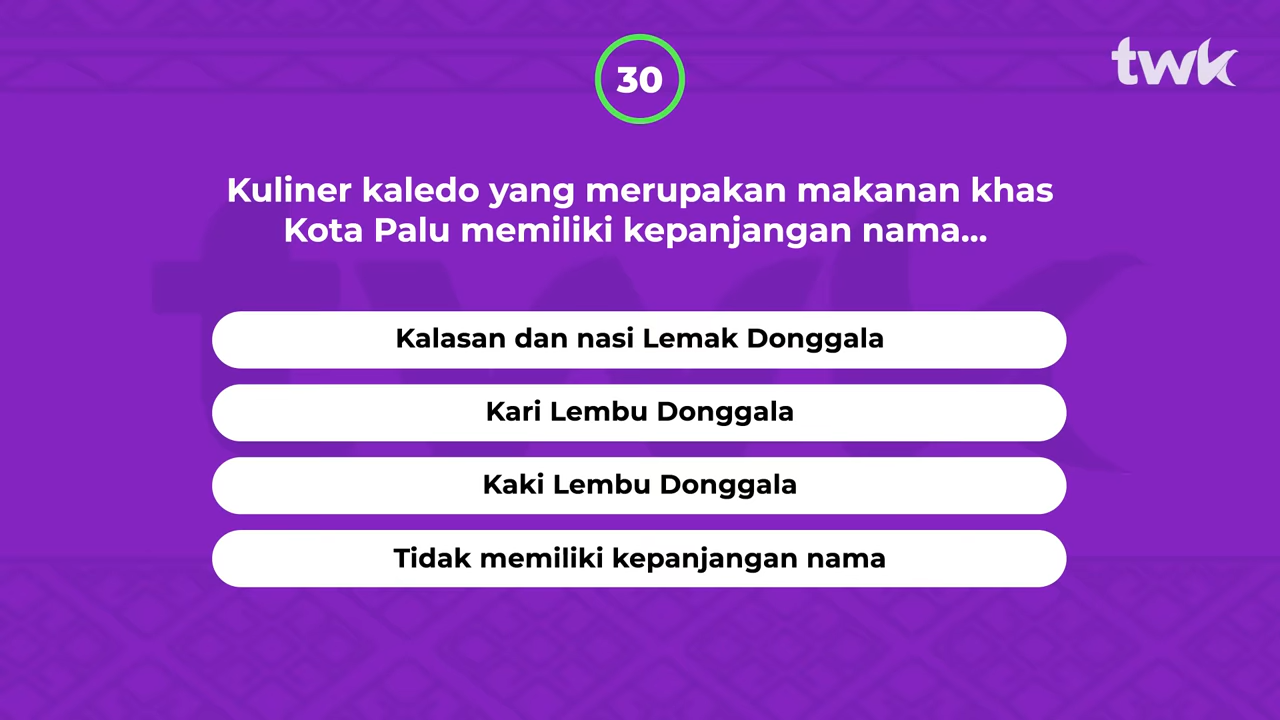 30
twk
Kuliner kaledo yang merupakan makanan khas
Kota Palu memiliki kepanjangan nama...
Kalasan dan nasi Lemak Donggala
Kari Lembu Donggala
Kaki Lembu Donggala
Tidak memiliki kepanjangan nama